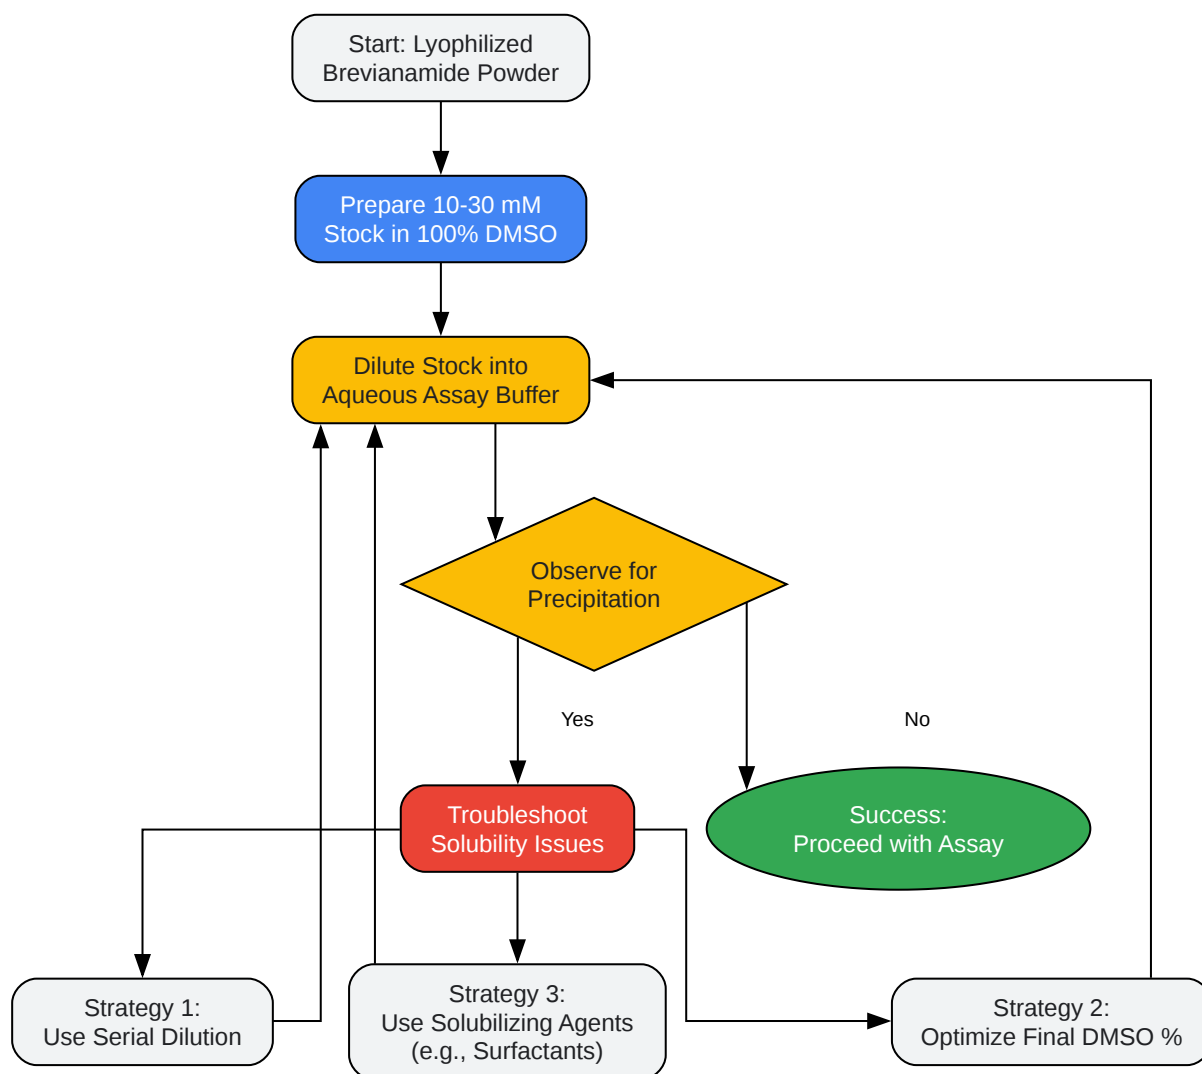 Start: Lyophilized
Brevianamide Powder
Prepare 10-30 mM
Stock in 100% DMSO
Dilute Stock into
Aqueous Assay Buffer
Observe for
Precipitation
Yes
No
Troubleshoot
Solubility Issues
Success:
Proceed with Assay
Strategy 1:
Use Serial Dilution
Strategy 3:
Use Solubilizing Agents
(e.g., Surfactants)
Strategy 2:
Optimize Final DMSO %